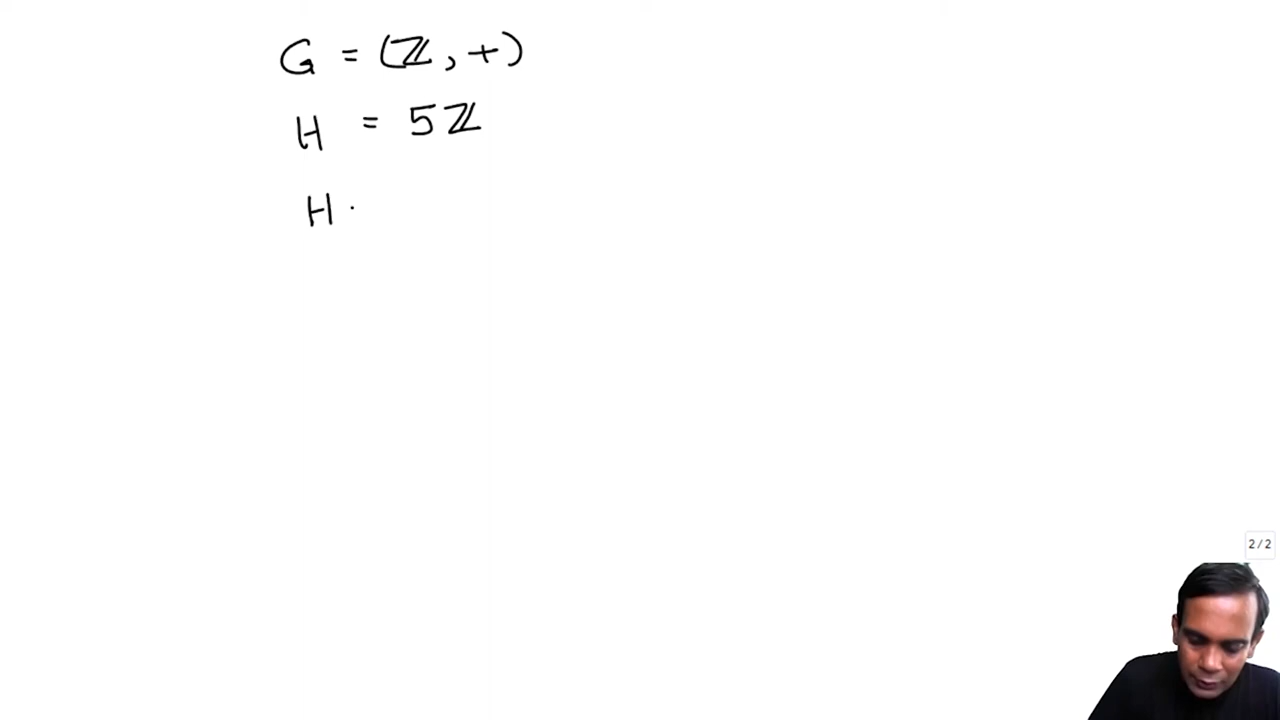 G = (ℤ, +)
H = 5ℤ
H ·
2/2